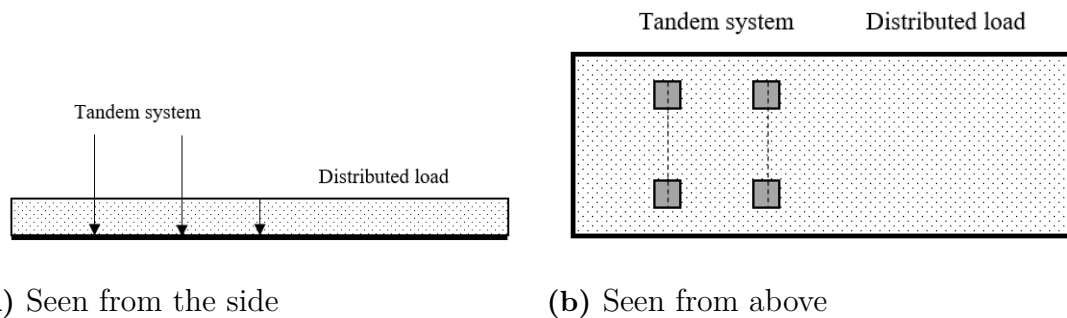 Tandem system Distributed load
Tandem system
Distributed load
) Seen from the side
(b) Seen from above